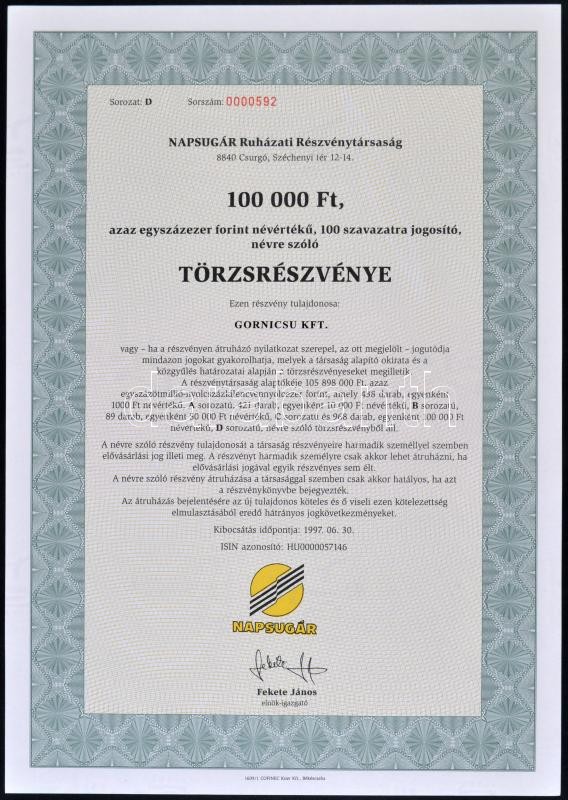 Sorozat: D Sorszám: 0000592
NAPSUGÁR Ruházati Részvénytársaság
8840 Csurgó, Széchenyi tér 12-14.
100 000 Ft,
azaz egyszázezer forint névértékű, 100 szavazatra jogosító,
névre szóló
TÖRZSRÉSZVÉNYE
Ezen részvény tulajdonosa:
GORNICSU KFT.
vagy – ha a részvényen átruházó nyilatkozat szerepel, az ott megjelölt – jogutódja
mindazon jogokat gyakorolhatja, melyek a társaság alapító okirata és a
közgyűlés határozatai alapján a törzsrészvényeseket megilletik.
A részvénytársaság alaptőkéje 105 898 000 Ft. azaz
egyszázötmillió-nyolcszázkilencvennyolcezer forint, amely 438 darab, egyenként
1000 Ft névértékű, A sorozatú, 421 darab, egyenként 10 000 Ft névértékű, B sorozatú,
89 darab, egyenként 50 000 Ft névértékű, C sorozatú és 968 darab, egyenként 100 000 Ft
névértékű, D sorozatú, névre szóló törzsrészvényből áll.
A névre szóló részvény tulajdonosát a társaság részvényeire harmadik személlyel szemben
elővásárlási jog illeti meg. A részvényt harmadik személyre csak akkor lehet átruházni, ha
elővásárlási jogával egyik részvényes sem élt.
A névre szóló részvény átruházása a társasággal szemben csak akkor hatályos, ha azt
a részvénykönyvbe bejegyezték.
Az átruházás bejelentésére az új tulajdonos köteles és ő viseli ezen kötelezettség
elmulasztásából eredő hátrányos jogkövetkezményeket.
Kibocsátás időpontja: 1997. 06. 30.
ISIN azonosító: HU0000057146
NAPSUGÁR
Fekete János
elnök-igazgató
1609/1. COFINEC Kner Kft., Békéscsaba